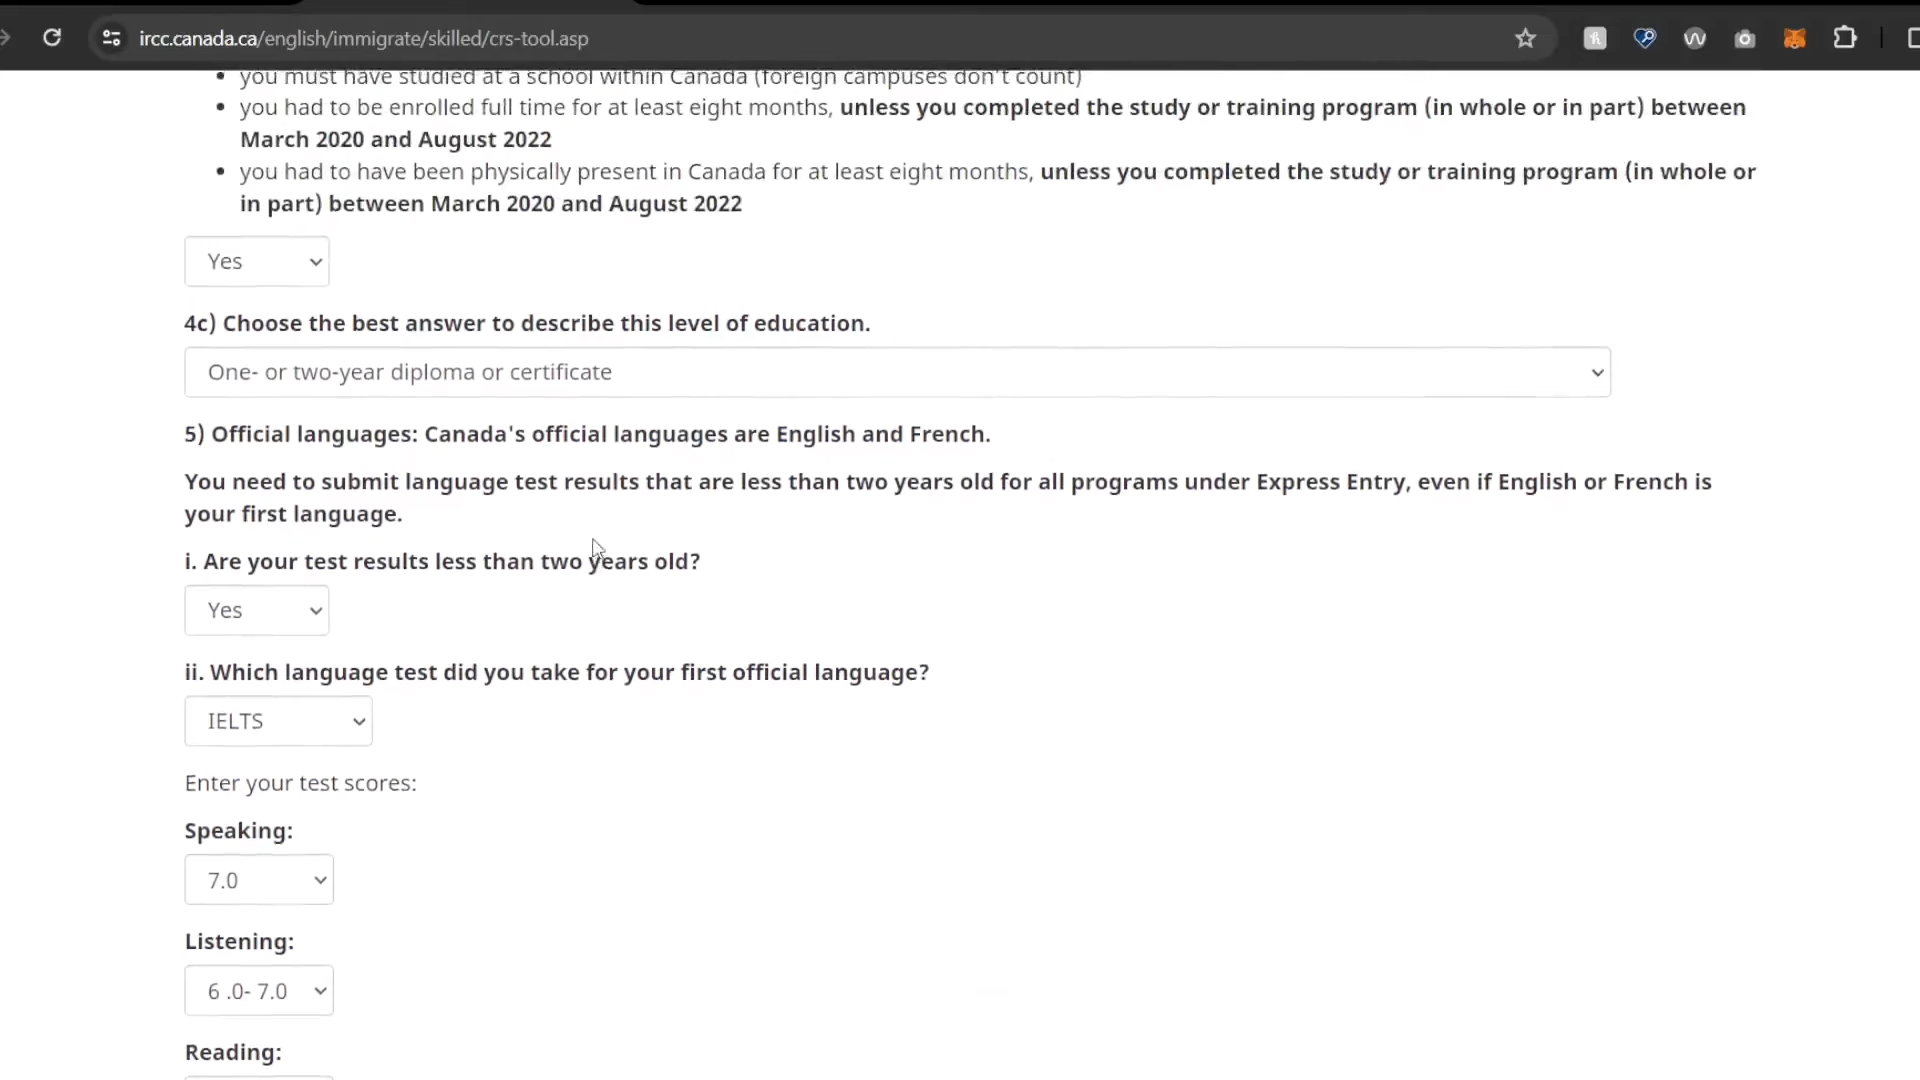 ircc.canada.ca/english/immigrate/skilled/crs-tool.asp
you must have studied at a school within Canada (foreign campuses don't count)
you had to be enrolled full time for at least eight months, unless you completed the study or training program (in whole or in part) between
March 2020 and August 2022
you had to have been physically present in Canada for at least eight months, unless you completed the study or training program (in whole or
in part) between March 2020 and August 2022
Yes
4c) Choose the best answer to describe this level of education.
One- or two-year diploma or certificate
5) Official languages: Canada's official languages are English and French.
You need to submit language test results that are less than two years old for all programs under Express Entry, even if English or French is
your first language.
i. Are your test results less than two years old?
Yes
ii. Which language test did you take for your first official language?
IELTS
Enter your test scores:
Speaking:
7.0
Listening:
6 .0- 7.0
Reading: